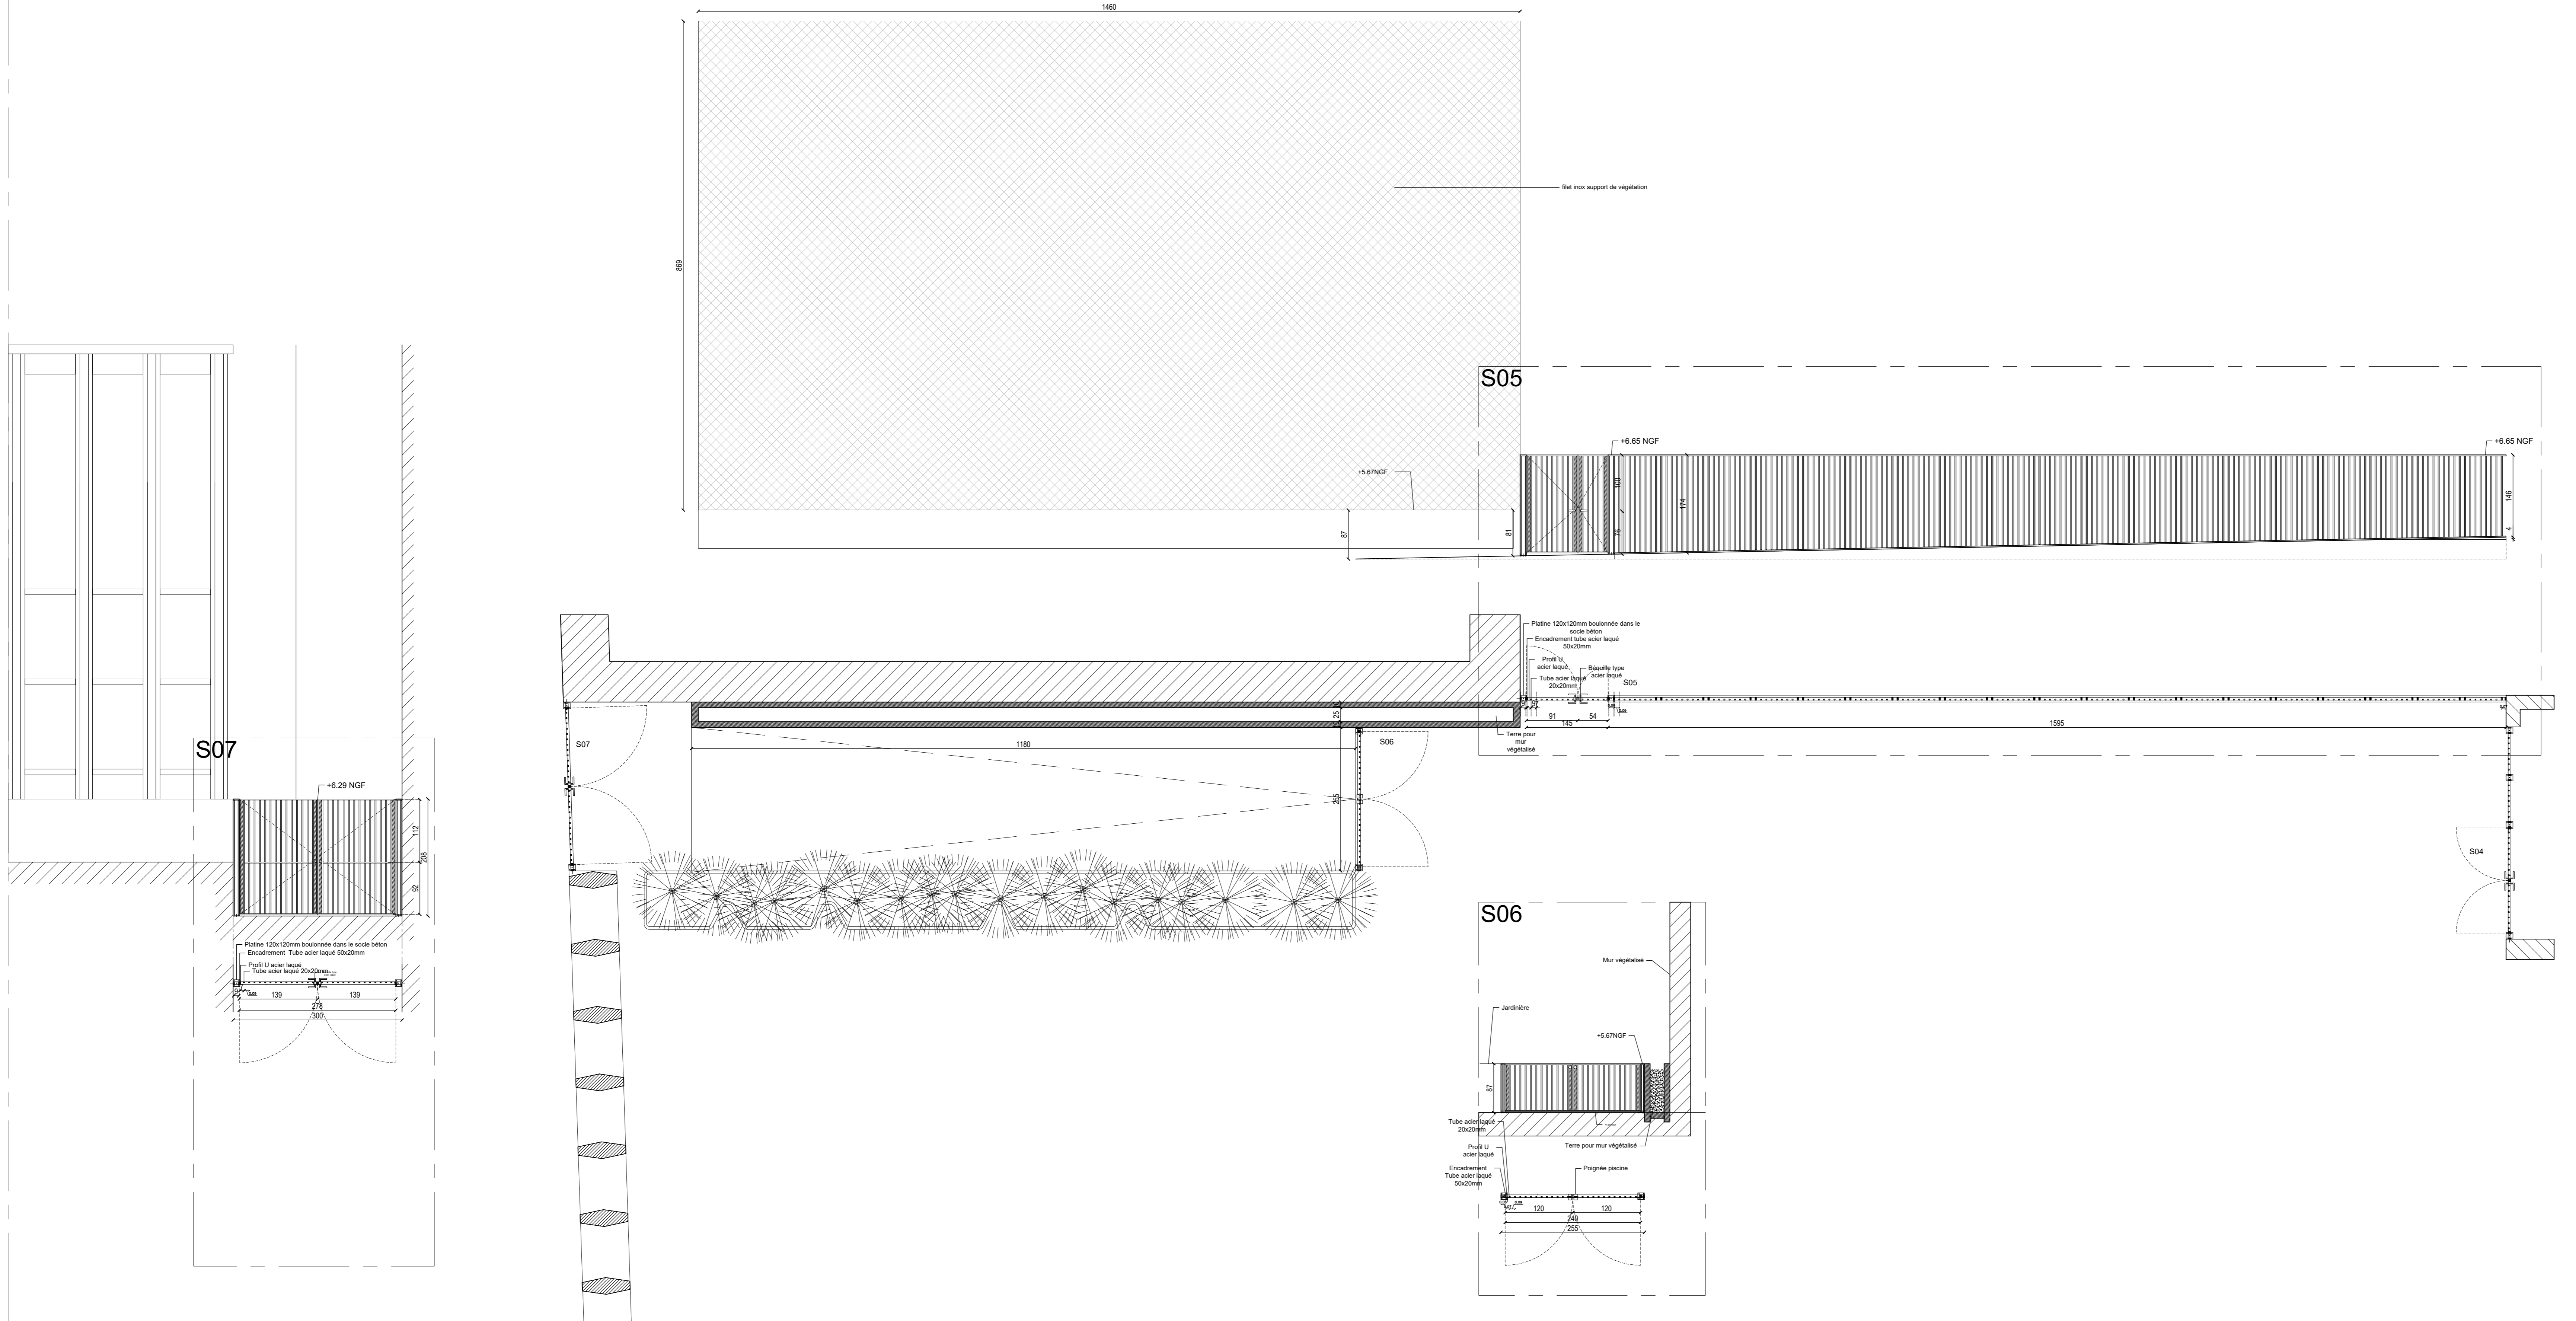 1460
869
filet inox support de végétation
S05
+6.65 NGF
+6.65 NGF
+5.67NGF
100
174
146
87
81
76
4
Platine 120x120mm boulonnée dans le
socle béton
Encadrement tube acier laqué
50x20mm
Profil U
acier laqué
Béquille type
acier laqué
Tube acier laqué
20x20mm
S05
10
25
10
91
54
145
1595
Terre pour
mur
végétalisé
S07
1180
S06
255
S07
+6.29 NGF
112
208
92
Platine 120x120mm boulonnée dans le socle béton
Encadrement Tube acier laqué 50x20mm
Profil U acier laqué
Tube acier laqué 20x20mm
139
139
278
300
S04
S06
Mur végétalisé
Jardinière
+5.67NGF
87
Tube acier laqué
20x20mm
Terre pour mur végétalisé
Profil U
acier laqué
Encadrement
Tube acier laqué
50x20mm
Poignée piscine
120
120
240
255